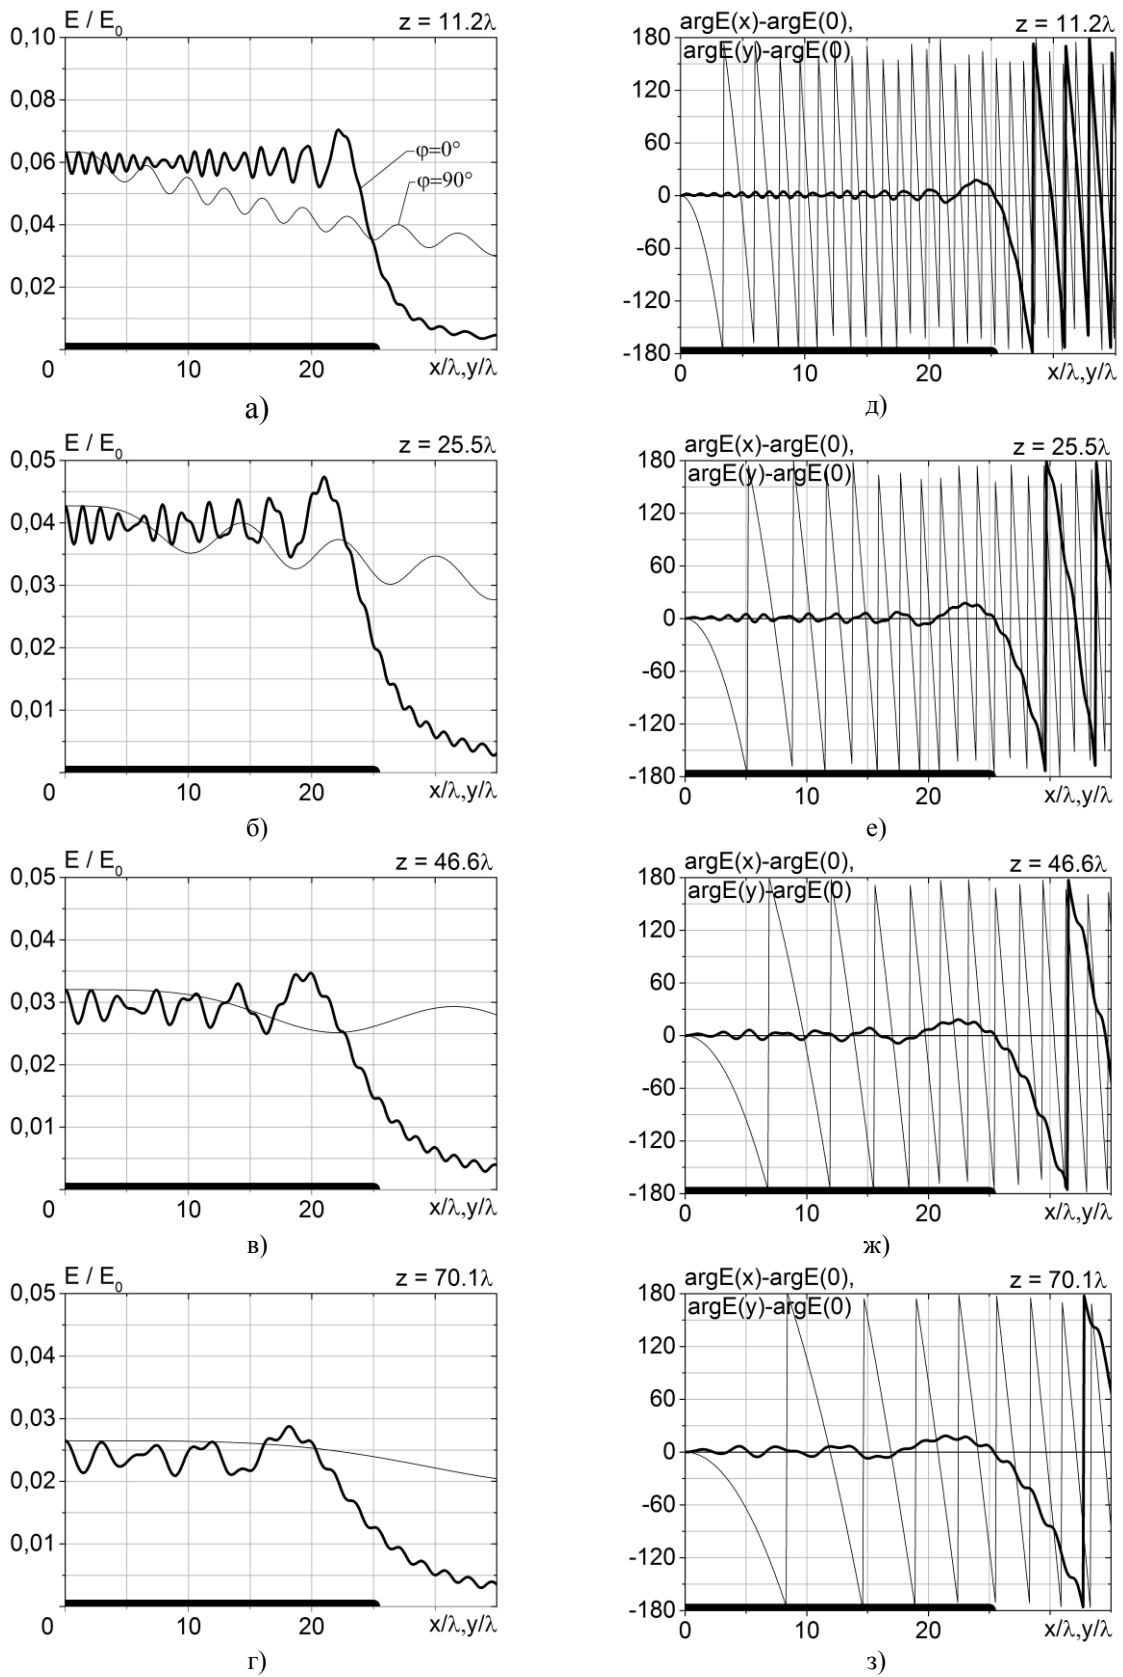 E / E0 z = 11.2λ
0,10
0,08
0,06
φ=0°
φ=90°
0,04
0,02
0 10 20 x/λ,y/λ
а)
argE(x)-argE(0), z = 11.2λ
argE(y)-argE(0)
180
120
60
0
-60
-120
-180
0 10 20 x/λ,y/λ
д)
E / E0 z = 25.5λ
0,05
0,04
0,03
0,02
0,01
0 10 20 x/λ,y/λ
б)
argE(x)-argE(0), z = 25.5λ
argE(y)-argE(0)
180
120
60
0
-60
-120
-180
0 10 20 x/λ,y/λ
е)
E / E0 z = 46.6λ
0,05
0,04
0,03
0,02
0,01
0 10 20 x/λ,y/λ
в)
argE(x)-argE(0), z = 46.6λ
argE(y)-argE(0)
180
120
60
0
-60
-120
-180
0 10 20 x/λ,y/λ
ж)
E / E0 z = 70.1λ
0,05
0,04
0,03
0,02
0,01
0 10 20 x/λ,y/λ
г)
argE(x)-argE(0), z = 70.1λ
argE(y)-argE(0)
180
120
60
0
-60
-120
-180
0 10 20 x/λ,y/λ
з)